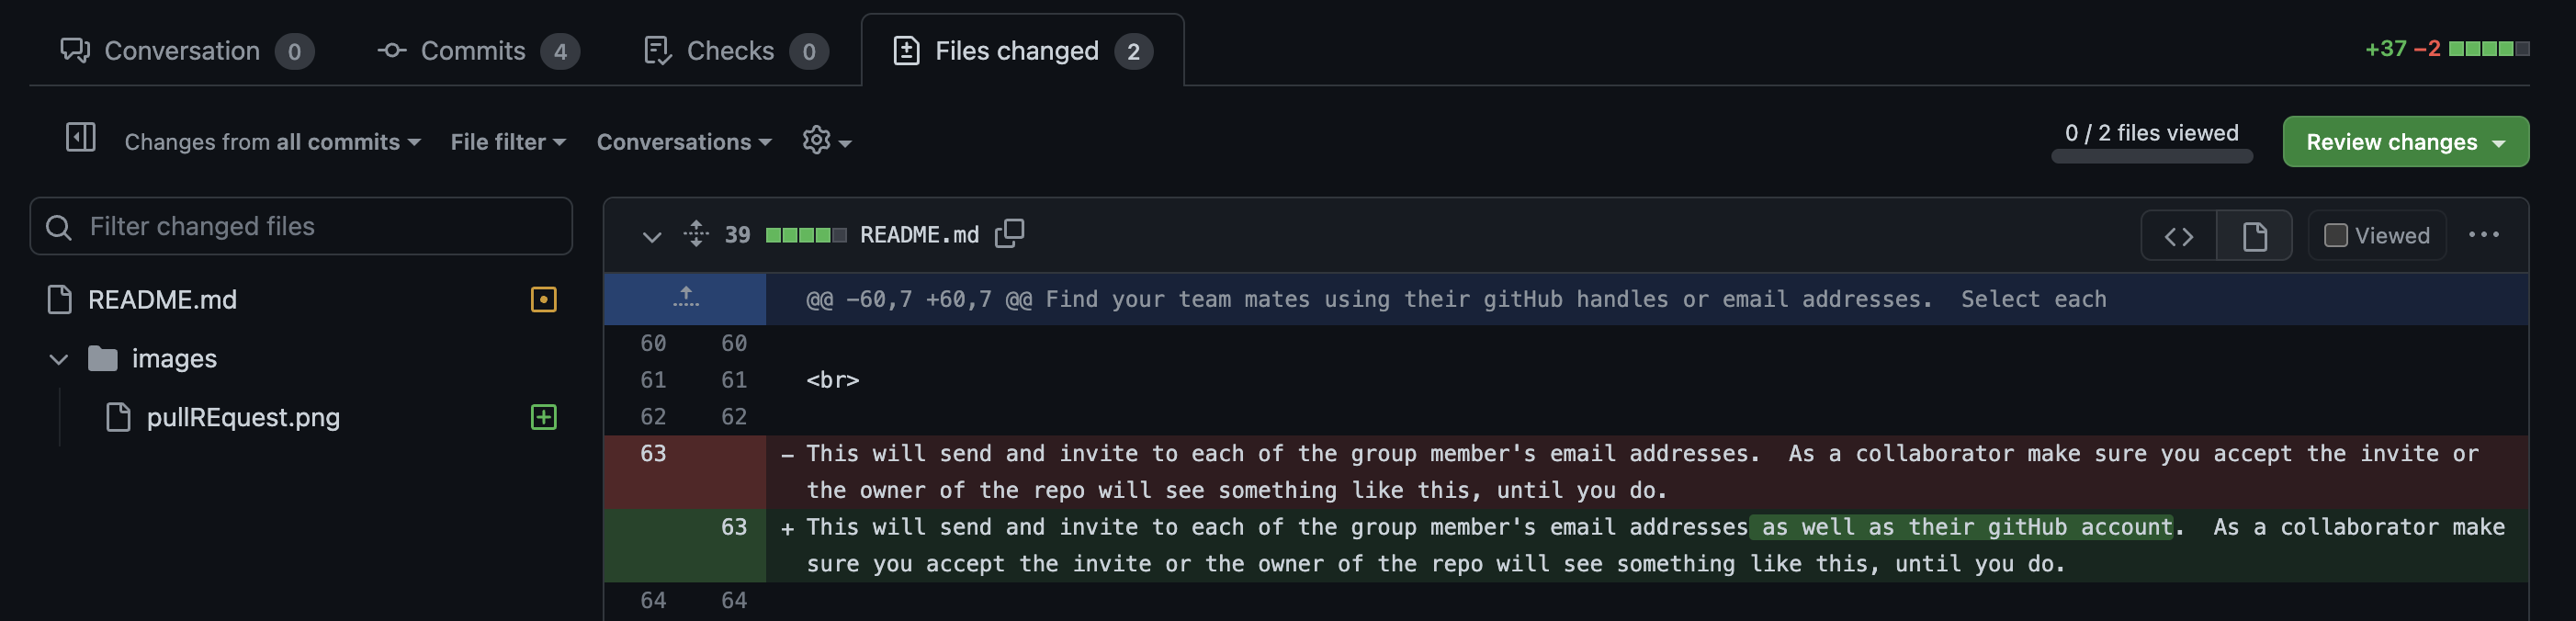 Conversation 0 Commits 4 Checks 0 Files changed 2 +37 −2
Changes from all commits File filter Conversations 0 / 2 files viewed Review changes
Filter changed files
39 README.md Viewed
README.md
images
pullREquest.png
@@ -60,7 +60,7 @@ Find your team mates using their gitHub handles or email addresses.  Select each
60 60
61 61 <br>
62 62
63 - This will send and invite to each of the group member's email addresses.  As a collaborator make sure you accept the invite or
the owner of the repo will see something like this, until you do.
63 + This will send and invite to each of the group member's email addresses as well as their gitHub account.  As a collaborator make
sure you accept the invite or the owner of the repo will see something like this, until you do.
64 64